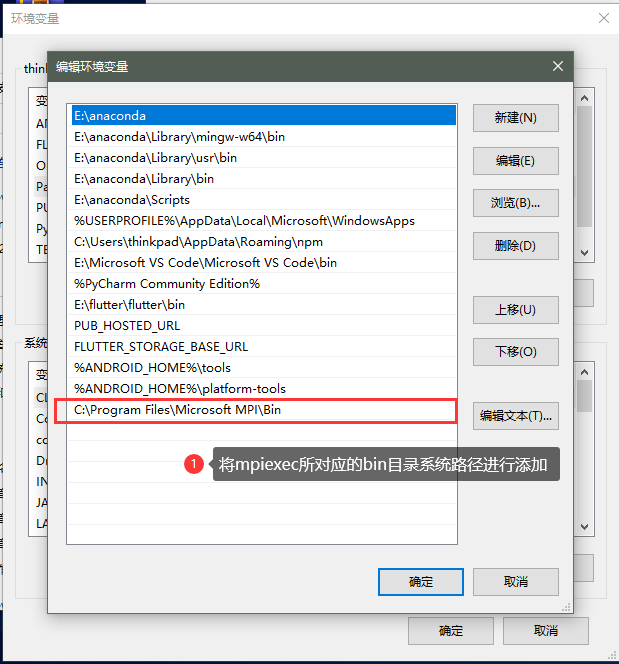 环境变量
think
编辑环境变量
E:\anaconda
新建(N)
E:\anaconda\Library\mingw-w64\bin
E:\anaconda\Library\usr\bin
编辑(E)
E:\anaconda\Library\bin
E:\anaconda\Scripts
浏览(B)...
%USERPROFILE%\AppData\Local\Microsoft\WindowsApps
C:\Users\thinkpad\AppData\Roaming\npm
删除(D)
E:\Microsoft VS Code\Microsoft VS Code\bin
%PyCharm Community Edition%
E:\flutter\flutter\bin
上移(U)
PUB_HOSTED_URL
FLUTTER_STORAGE_BASE_URL
下移(O)
%ANDROID_HOME%\tools
%ANDROID_HOME%\platform-tools
C:\Program Files\Microsoft MPI\Bin
编辑文本(T)...
1
将mpiexec所对应的bin目录系统路径进行添加
确定
取消
变
AN
FL
Pa
PU
Py
TE
系统
变
CL
Co
co
Dr
IN
JA
LA
确定
取消